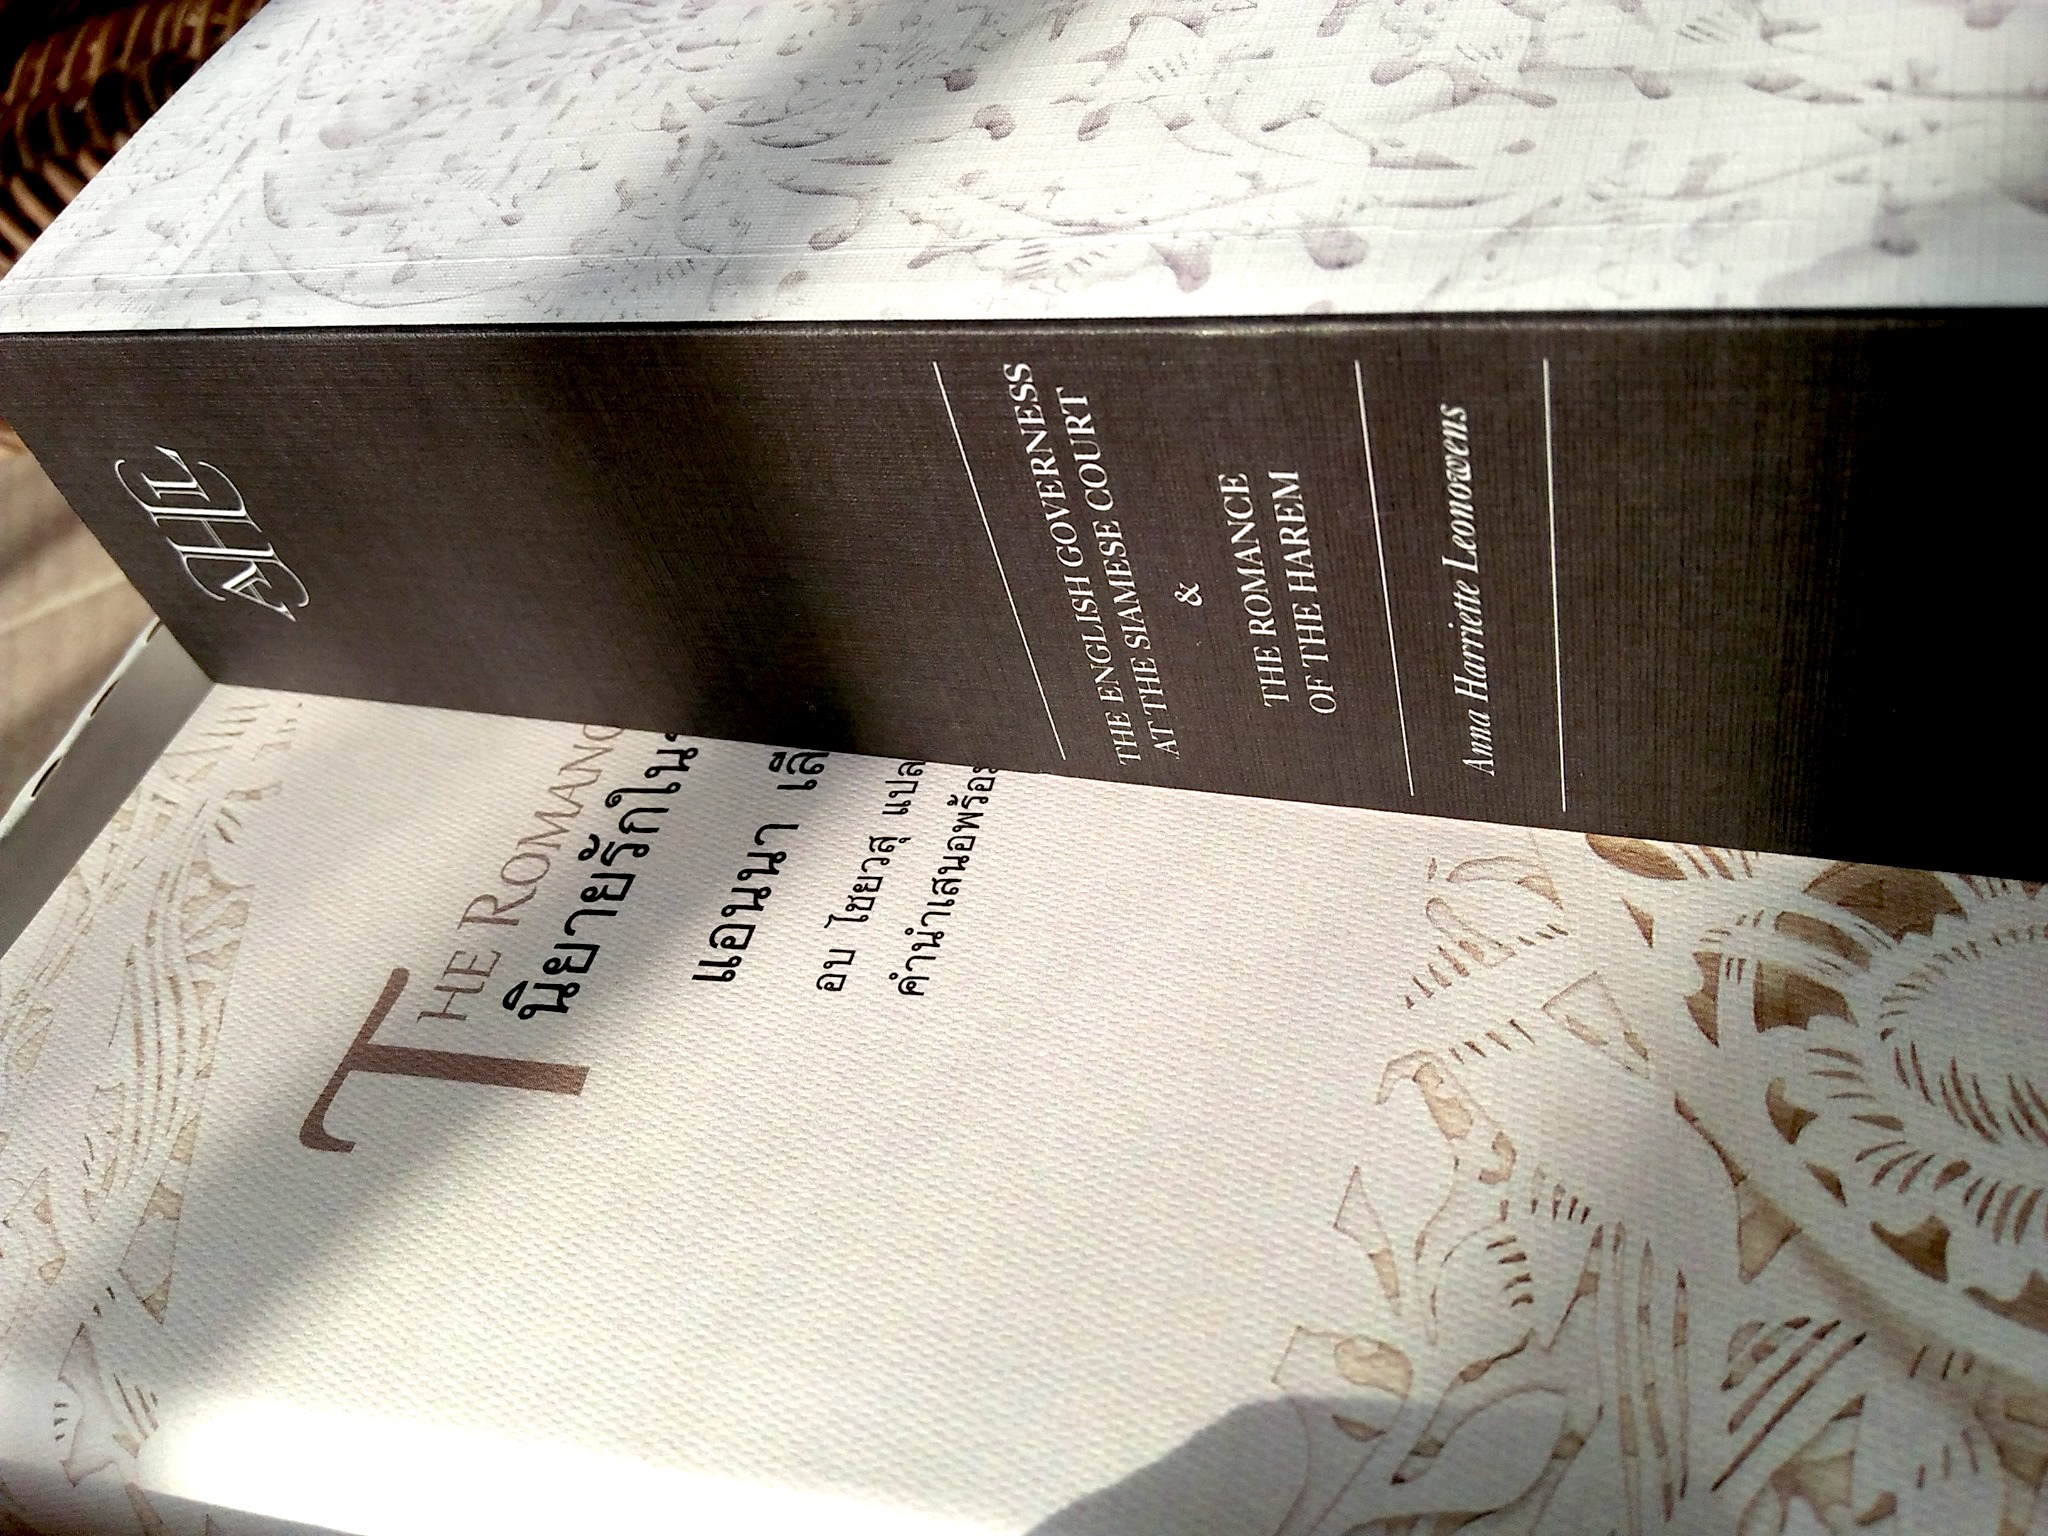 AHL
THE ENGLISH GOVERNESS
AT THE SIAMESE COURT
&
THE ROMANCE
OF THE HAREM
Anna Harriette Leonowens
THE ROMANC
นิยายรักใน
แอนนา เลี
อบ ไชยวสุ แปล
คำนำเสนอพร้อ